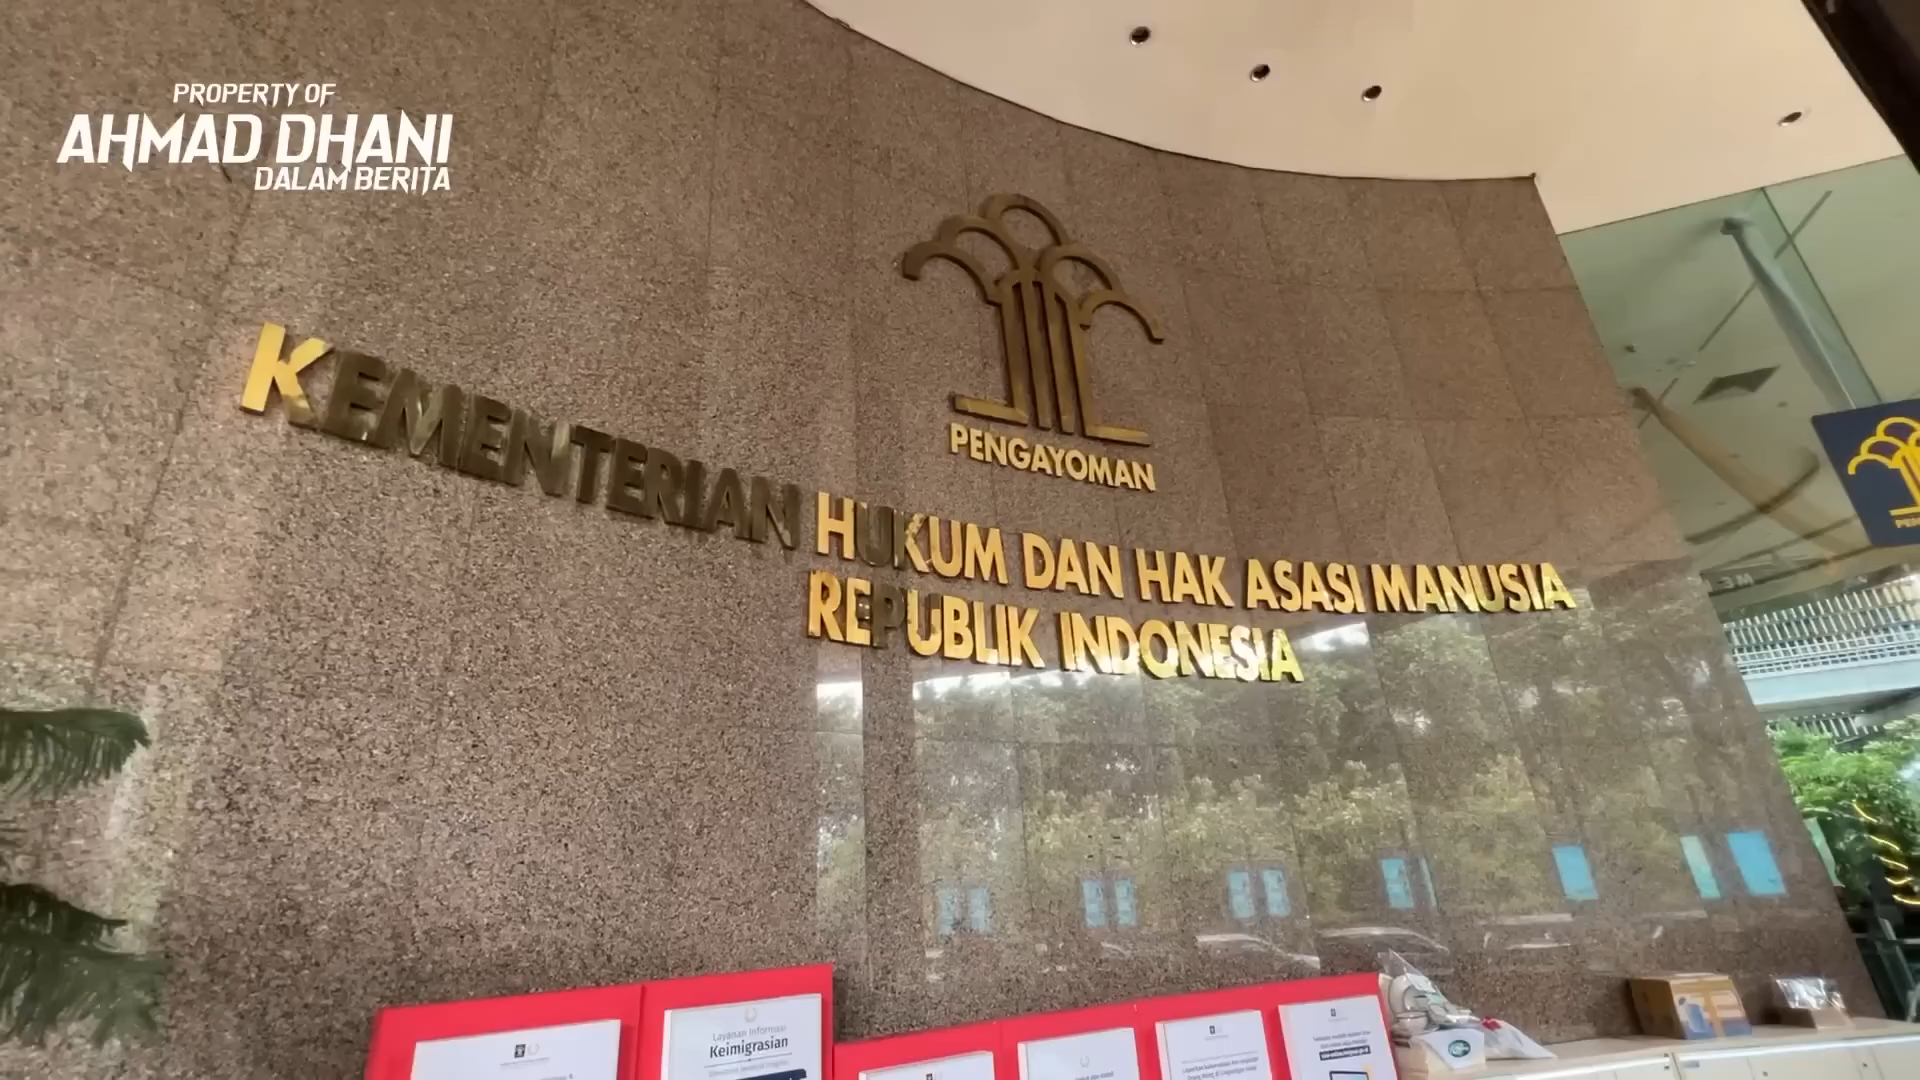 PROPERTY OF
AHMAD DHANI
DALAM BERITA
PENGAYOMAN
KEMENTERIAN HUKUM DAN HAK ASASI MANUSIA
REPUBLIK INDONESIA
Layanan Informasi
Keimigrasian